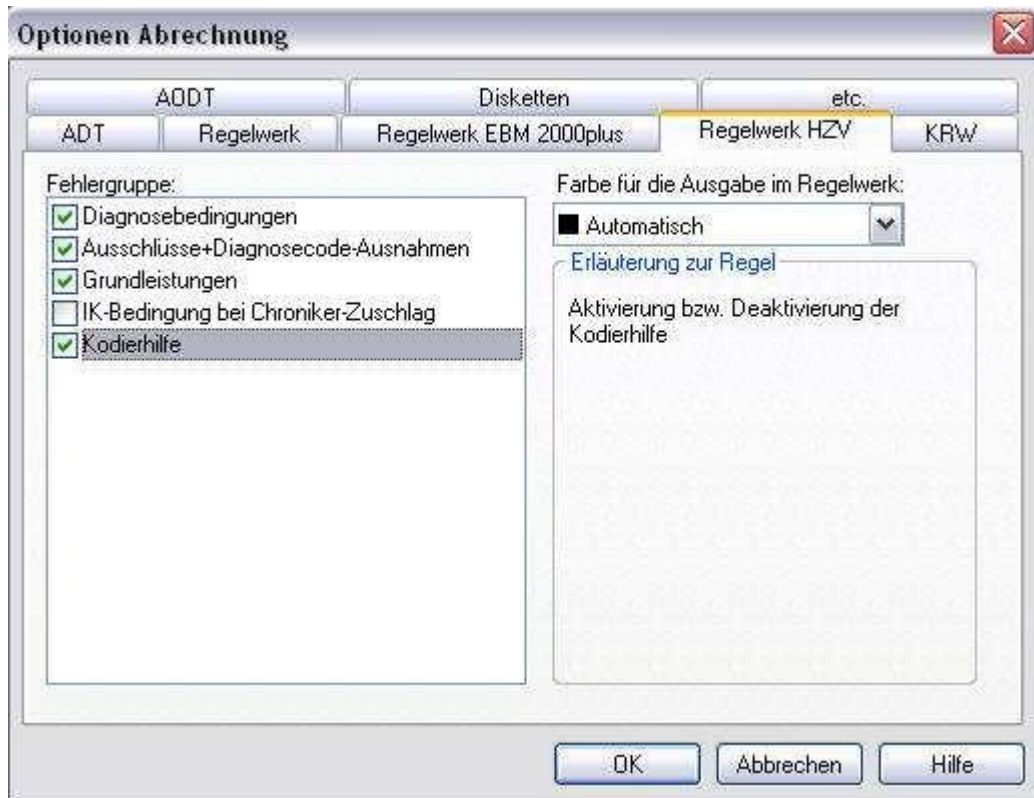 Optionen Abrechnung
AODT Disketten etc.
ADT Regelwerk Regelwerk EBM 2000plus Regelwerk HZV KRW
Fehlergruppe:
Diagnosebedingungen
Ausschlüsse+Diagnosecode-Ausnahmen
Grundleistungen
IK-Bedingung bei Chroniker-Zuschlag
Kodierhilfe
Farbe für die Ausgabe im Regelwerk:
Automatisch
Erläuterung zur Regel
Aktivierung bzw. Deaktivierung der
Kodierhilfe
OK Abbrechen Hilfe